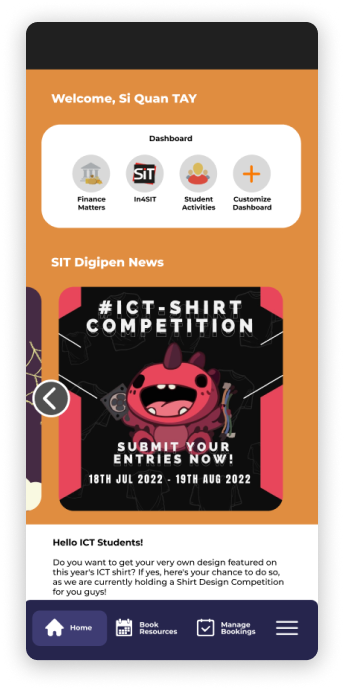 Welcome, Si Quan TAY
Dashboard
SiT
Finance
Matters
In4SIT
Student
Activities
Customize
Dashboard
SIT Digipen News
#ICT-SHIRT
COMPETITION
SUBMIT YOUR
ENTRIES NOW!
18TH JUL 2022 - 19TH AUG 2022
Hello ICT Students!
Do you want to get your very own design featured on
this year's ICT shirt? If yes, here's your chance to do so,
as we are currently holding a Shirt Design Competition
for you guys!
Home
Book
Resources
Manage
Bookings